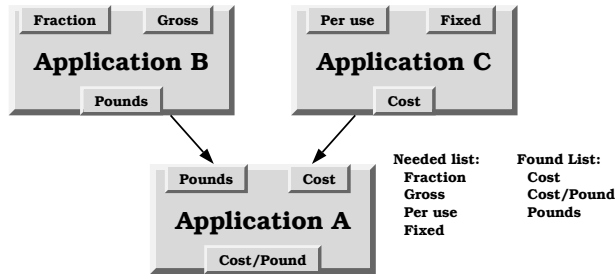 Fraction
Gross
Application B
Pounds
Per use
Fixed
Application C
Cost
Pounds
Cost
Application A
Cost/Pound
Needed list:
Fraction
Gross
Per use
Fixed
Found List:
Cost
Cost/Pound
Pounds